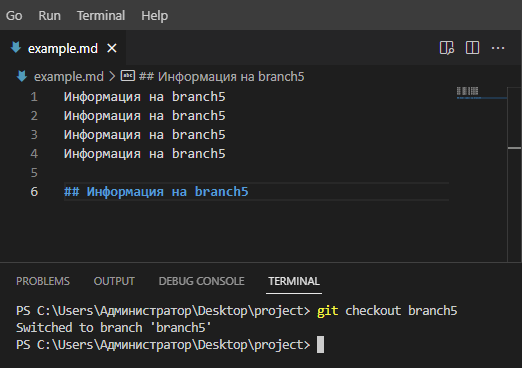 Go Run Terminal Help
example.md
example.md > ## Информация на branch5
1 Информация на branch5
2 Информация на branch5
3 Информация на branch5
4 Информация на branch5
5
6 ## Информация на branch5
PROBLEMS OUTPUT DEBUG CONSOLE TERMINAL
PS C:\Users\Администратор\Desktop\project> git checkout branch5
Switched to branch 'branch5'
PS C:\Users\Администратор\Desktop\project>